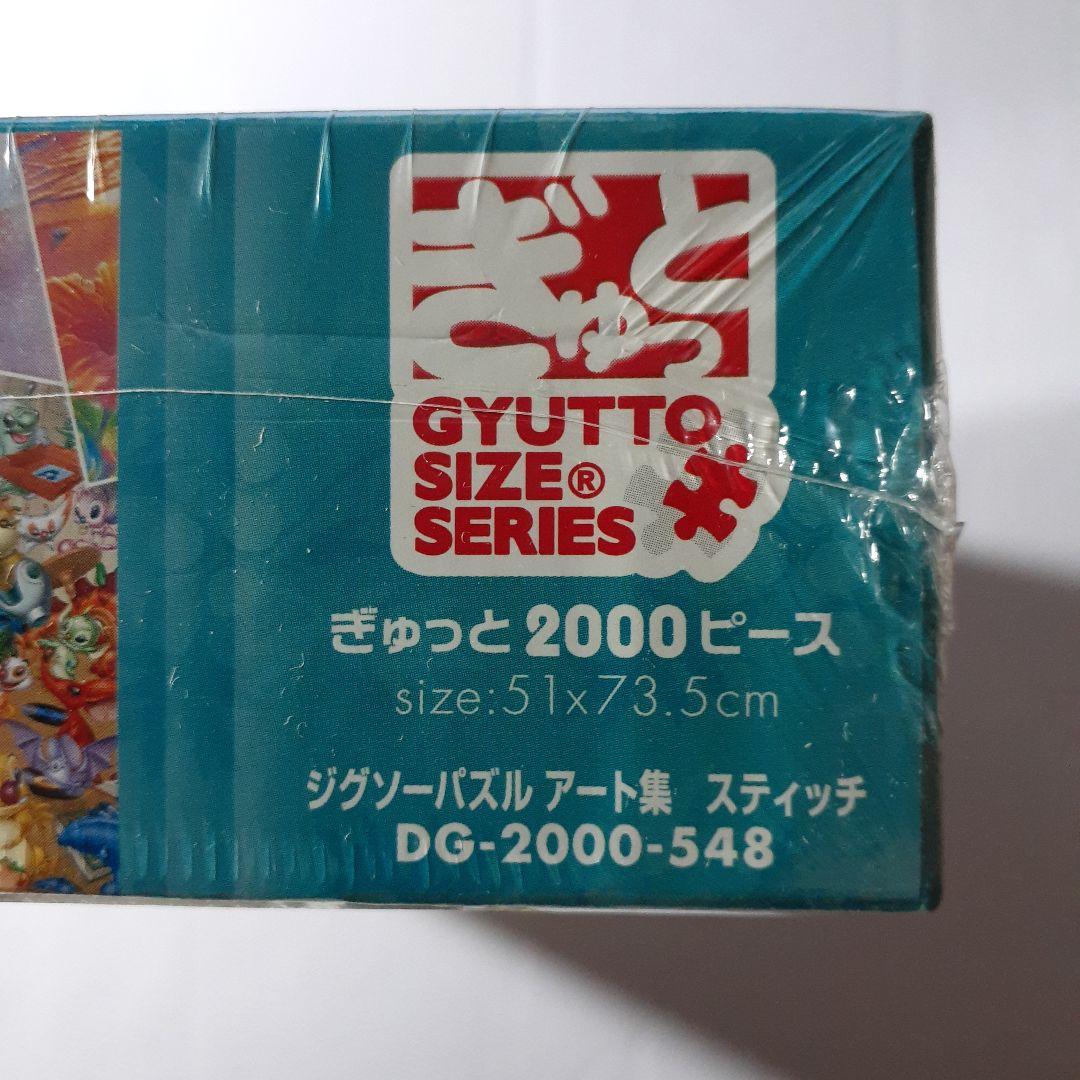 ぎゅっと
GYUTTO
SIZE®
SERIES
ぎゅっと2000ピース
size:51x73.5cm
ジグソーパズル アート集 スティッチ
DG-2000-548